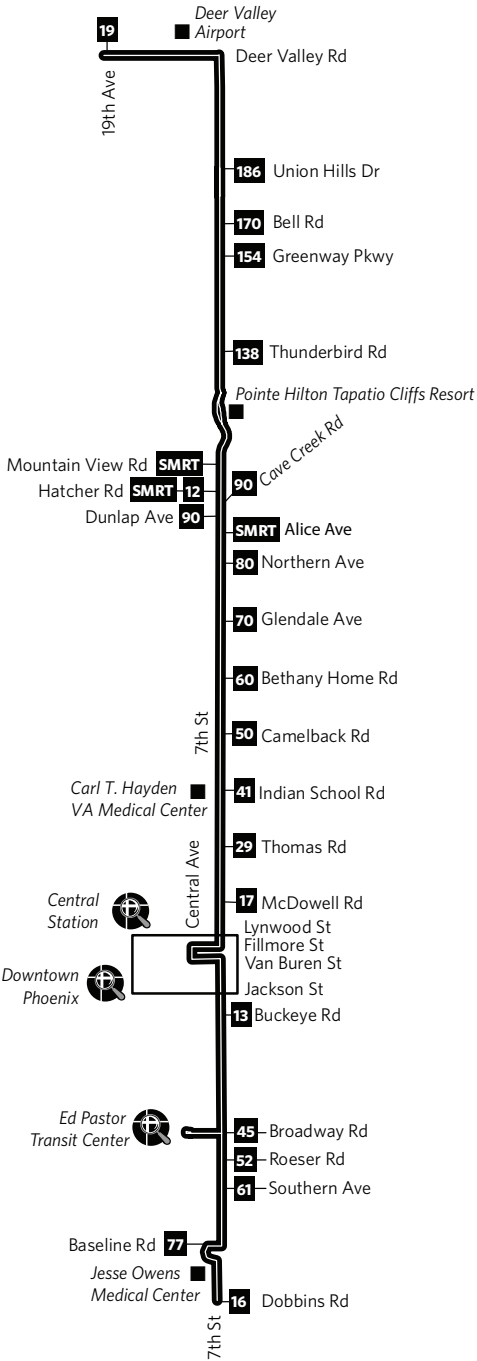 Deer Valley
Airport
19
Deer Valley Rd
19th Ave
186 Union Hills Dr
170 Bell Rd
154 Greenway Pkwy
138 Thunderbird Rd
Pointe Hilton Tapatio Cliffs Resort
Cave Creek Rd
90
Mountain View Rd SMRT
Hatcher Rd SMRT 12
Dunlap Ave 90
SMRT Alice Ave
80 Northern Ave
70 Glendale Ave
60 Bethany Home Rd
7th St
50 Camelback Rd
Carl T. Hayden
VA Medical Center
41 Indian School Rd
29 Thomas Rd
Central Ave
17 McDowell Rd
Central
Station
Lynwood St
Fillmore St
Van Buren St
Downtown
Phoenix
Jackson St
13 Buckeye Rd
Ed Pastor
Transit Center
45 Broadway Rd
52 Roeser Rd
61 Southern Ave
Baseline Rd 77
Jesse Owens
Medical Center
16 Dobbins Rd
7th St